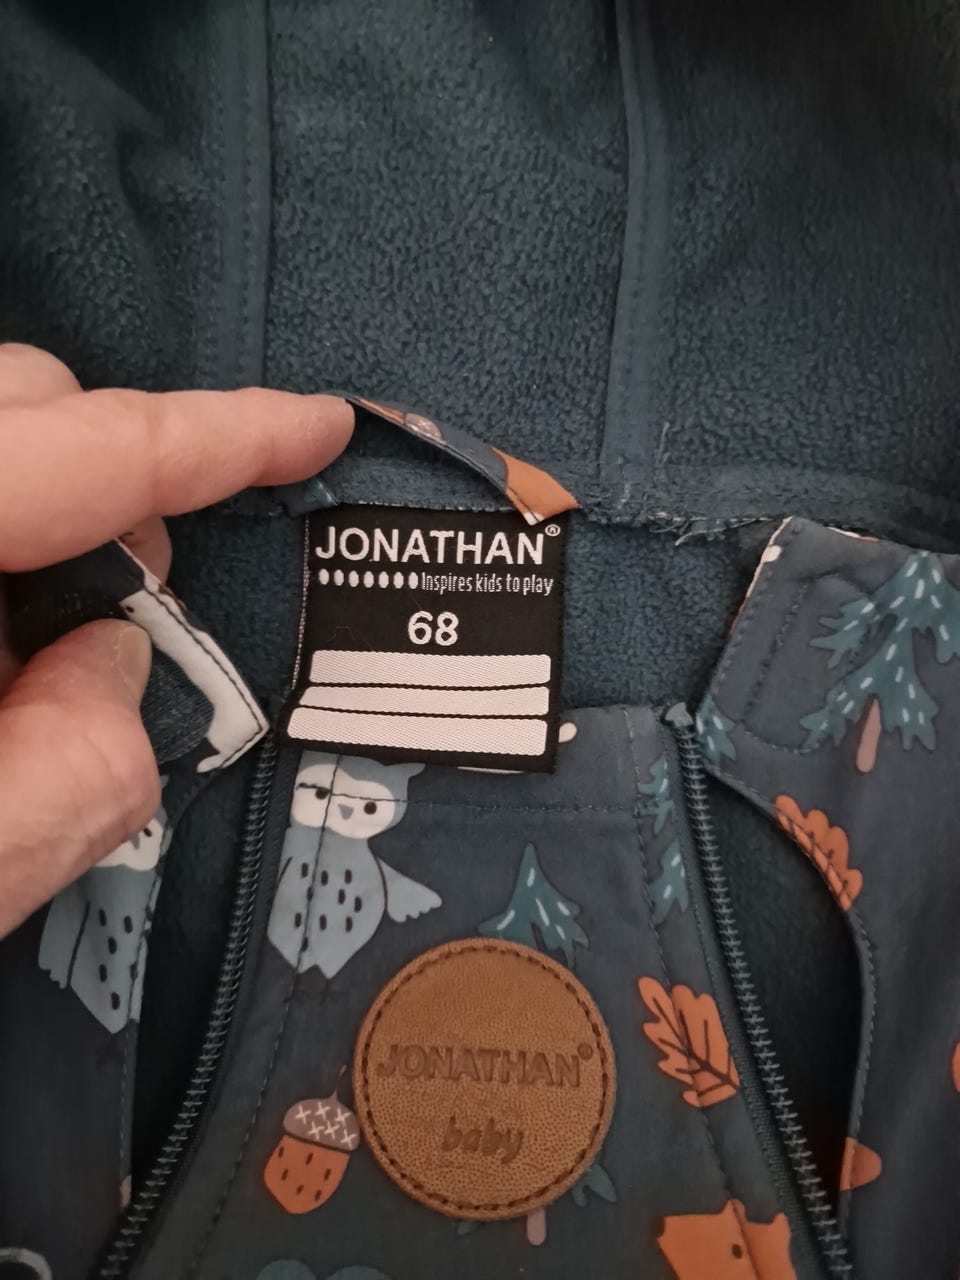 JONATHAN®
Inspires kids to play
68
JONATHAN®
baby